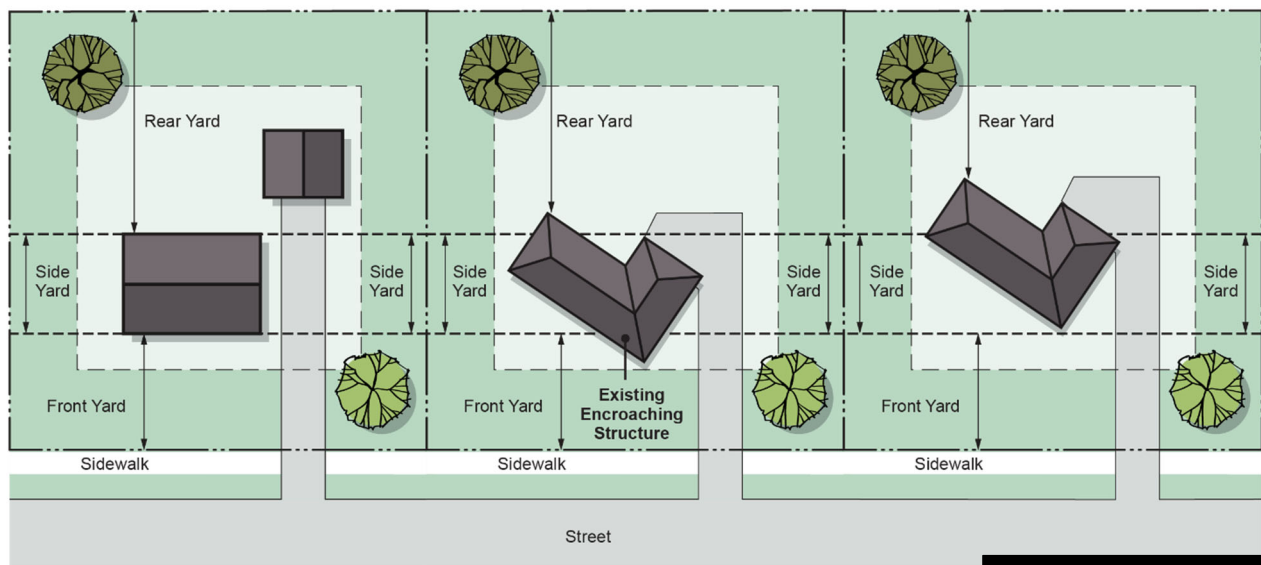 Rear Yard
Rear Yard
Rear Yard
Side
Yard
Side
Yard
Side
Yard
Side
Yard
Side
Yard
Side
Yard
Front Yard
Front Yard
Existing
Encroaching
Structure
Front Yard
Sidewalk
Sidewalk
Sidewalk
Street